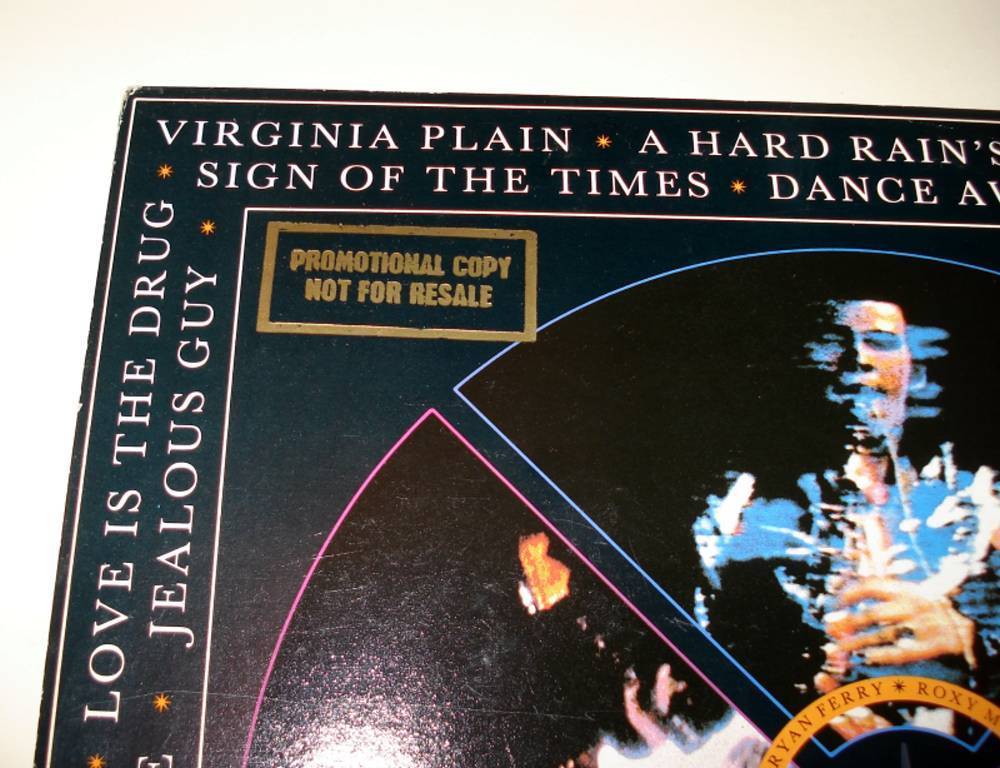 VIRGINIA PLAIN ✴ A HARD RAIN'S
✴ SIGN OF THE TIMES ✴ DANCE
LOVE IS THE DRUG
JEALOUS GUY ✴
PROMOTIONAL COPY
NOT FOR RESALE
RYAN FERRY ✴ ROXY